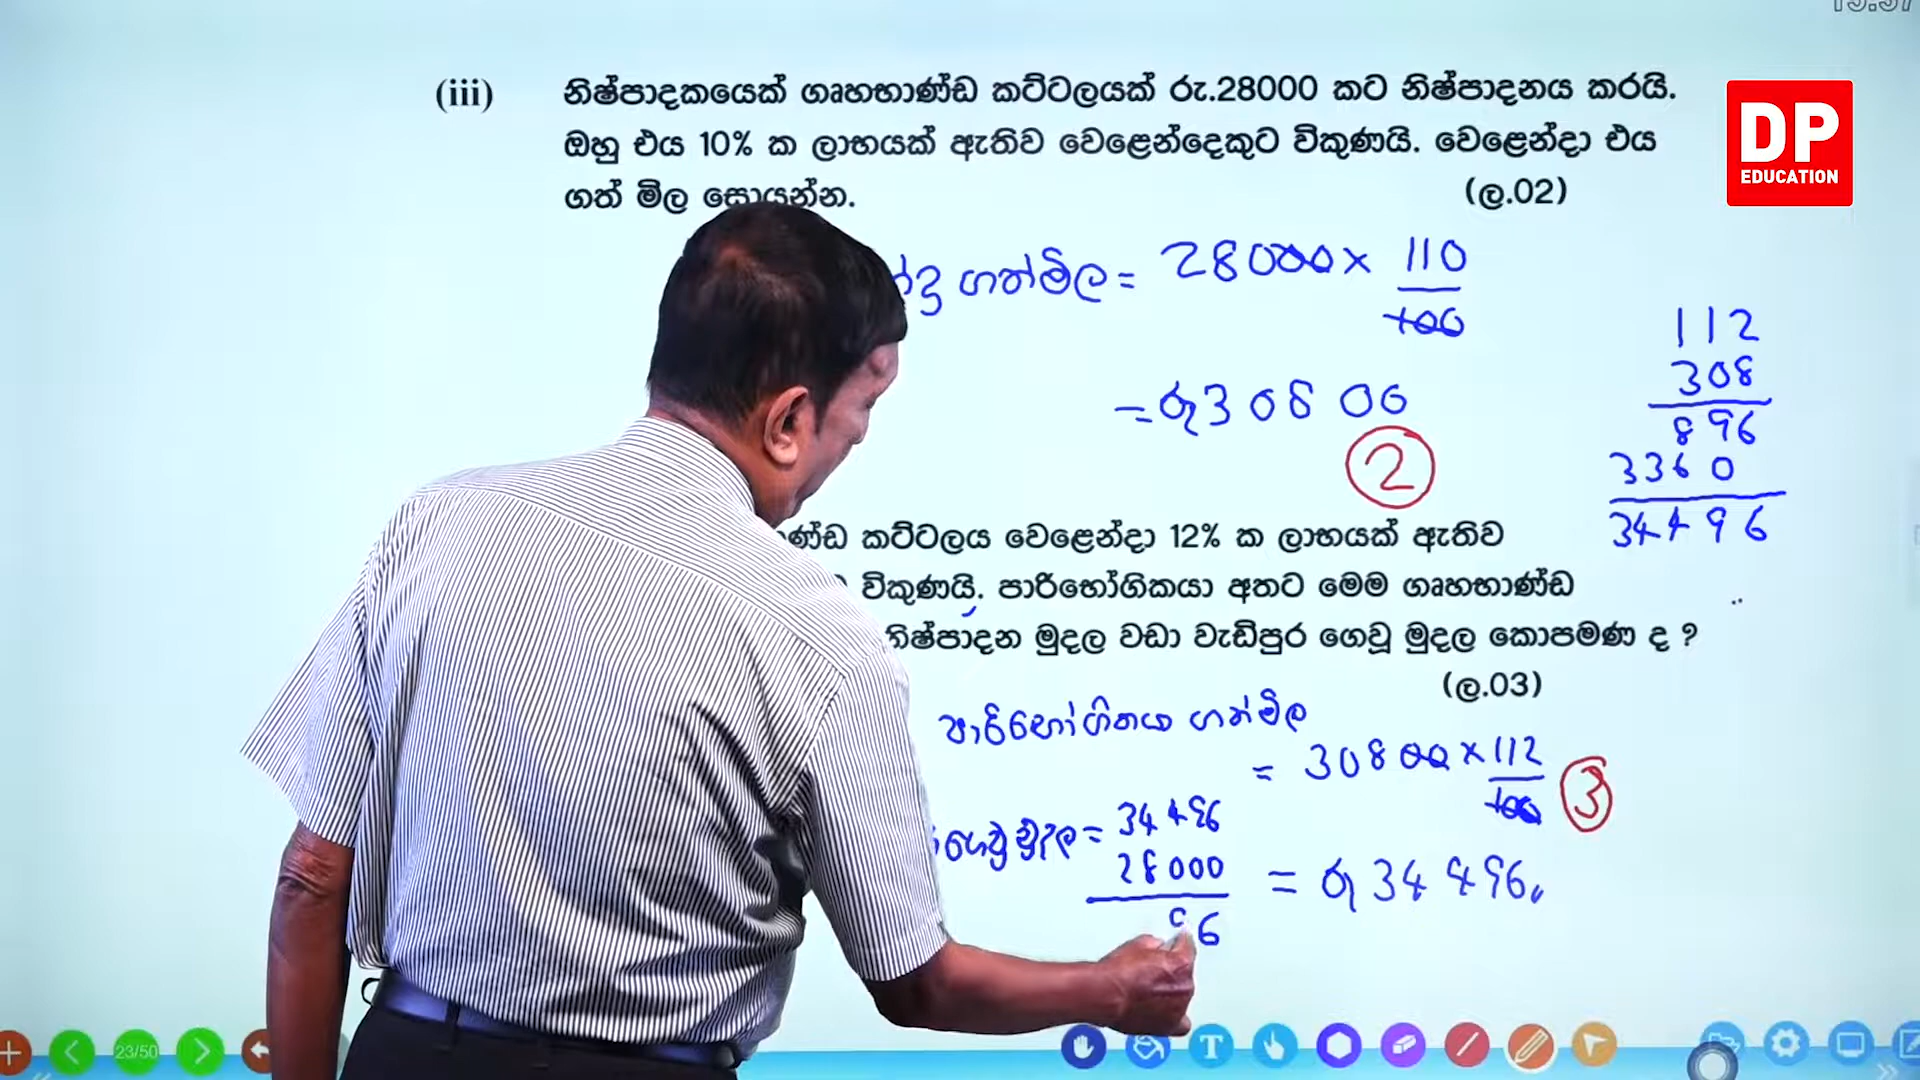 (iii) නිෂ්පාදකයෙක් ගෘහභාණ්ඩ කට්ටලයක් රු.28000 කට නිෂ්පාදනය කරයි.
ඔහු එය 10% ක ලාභයක් ඇතිව වෙළෙන්දෙකුට විකුණයි. වෙළෙන්දා එය
ගත් මිල සොයන්න. (ල.02)
DP
EDUCATION
ගත්මිල = 28000 × 110
100
= රු 30800
2
112
308
896
3360
34496
කට්ටලය වෙළෙන්දා 12% ක ලාභයක් ඇතිව
විකුණයි. පාරිභෝගිකයා අතට මෙම ගෘහභාණ්ඩ
නිෂ්පාදන මුදල වඩා වැඩිපුර ගෙවූ මුදල කොපමණ ද ?
(ල.03)
පාරිභෝගිකයා ගත්මිල
= 30800 × 112
100
3
ගෙවූ මුදල = 34496
28000
96
= රු 34496
23/50